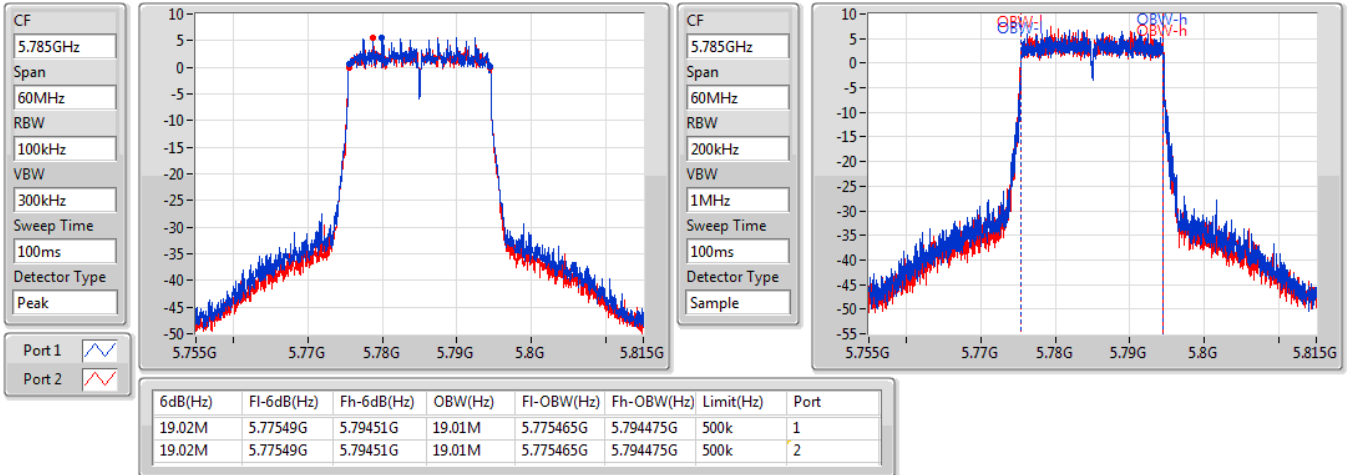 CF
5.785GHz
Span
60MHz
RBW
100kHz
VBW
300kHz
Sweep Time
100ms
Detector Type
Peak
Port 1
Port 2
10
5
0
-5
-10
-15
-20
-25
-30
-35
-40
-45
-50
5.755G 5.77G 5.78G 5.79G 5.8G 5.815G
CF
5.785GHz
Span
60MHz
RBW
200kHz
VBW
1MHz
Sweep Time
100ms
Detector Type
Sample
10
5
0
-5
-10
-15
-20
-25
-30
-35
-40
-45
-50
-55
OBW-l
OBW-l
OBW-h
OBW-h
5.755G 5.77G 5.78G 5.79G 5.8G 5.815G
6dB(Hz) Fl-6dB(Hz) Fh-6dB(Hz) OBW(Hz) Fl-OBW(Hz) Fh-OBW(Hz) Limit(Hz) Port
19.02M 5.77549G 5.79451G 19.01M 5.775465G 5.794475G 500k 1
19.02M 5.77549G 5.79451G 19.01M 5.775465G 5.794475G 500k 2